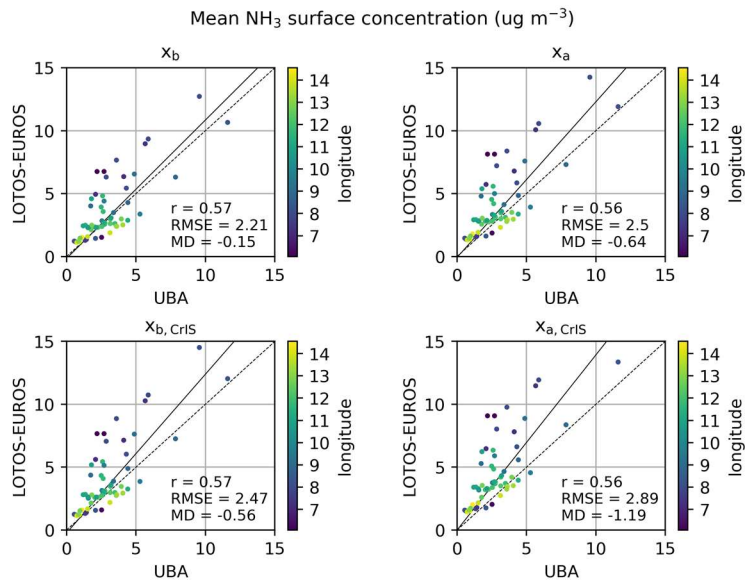 Mean NH₃ surface concentration (ug m⁻³)
x_b
15
10
5
0
LOTOS-EUROS
r = 0.57
RMSE = 2.21
MD = -0.15
0 5 10 15
UBA
14
13
12
11
10
9
8
7
longitude
x_a
15
10
5
0
LOTOS-EUROS
r = 0.56
RMSE = 2.5
MD = -0.64
0 5 10 15
UBA
14
13
12
11
10
9
8
7
longitude
x_b, CrIS
15
10
5
0
LOTOS-EUROS
r = 0.57
RMSE = 2.47
MD = -0.56
0 5 10 15
UBA
14
13
12
11
10
9
8
7
longitude
x_a, CrIS
15
10
5
0
LOTOS-EUROS
r = 0.56
RMSE = 2.89
MD = -1.19
0 5 10 15
UBA
14
13
12
11
10
9
8
7
longitude